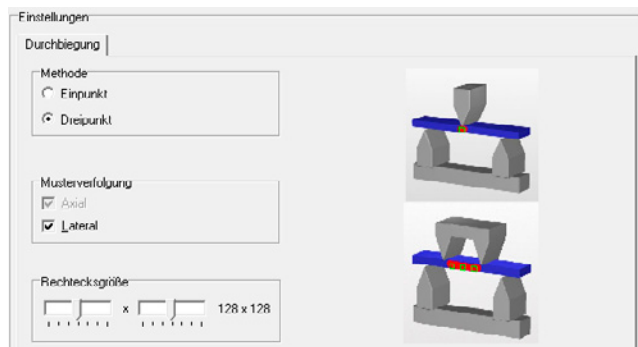 Einstellungen
Durchbiegung
Methode
Einpunkt
Dreipunkt
Musterverfolgung
Axial
Lateral
Rechtecksgröße
x 128 x 128